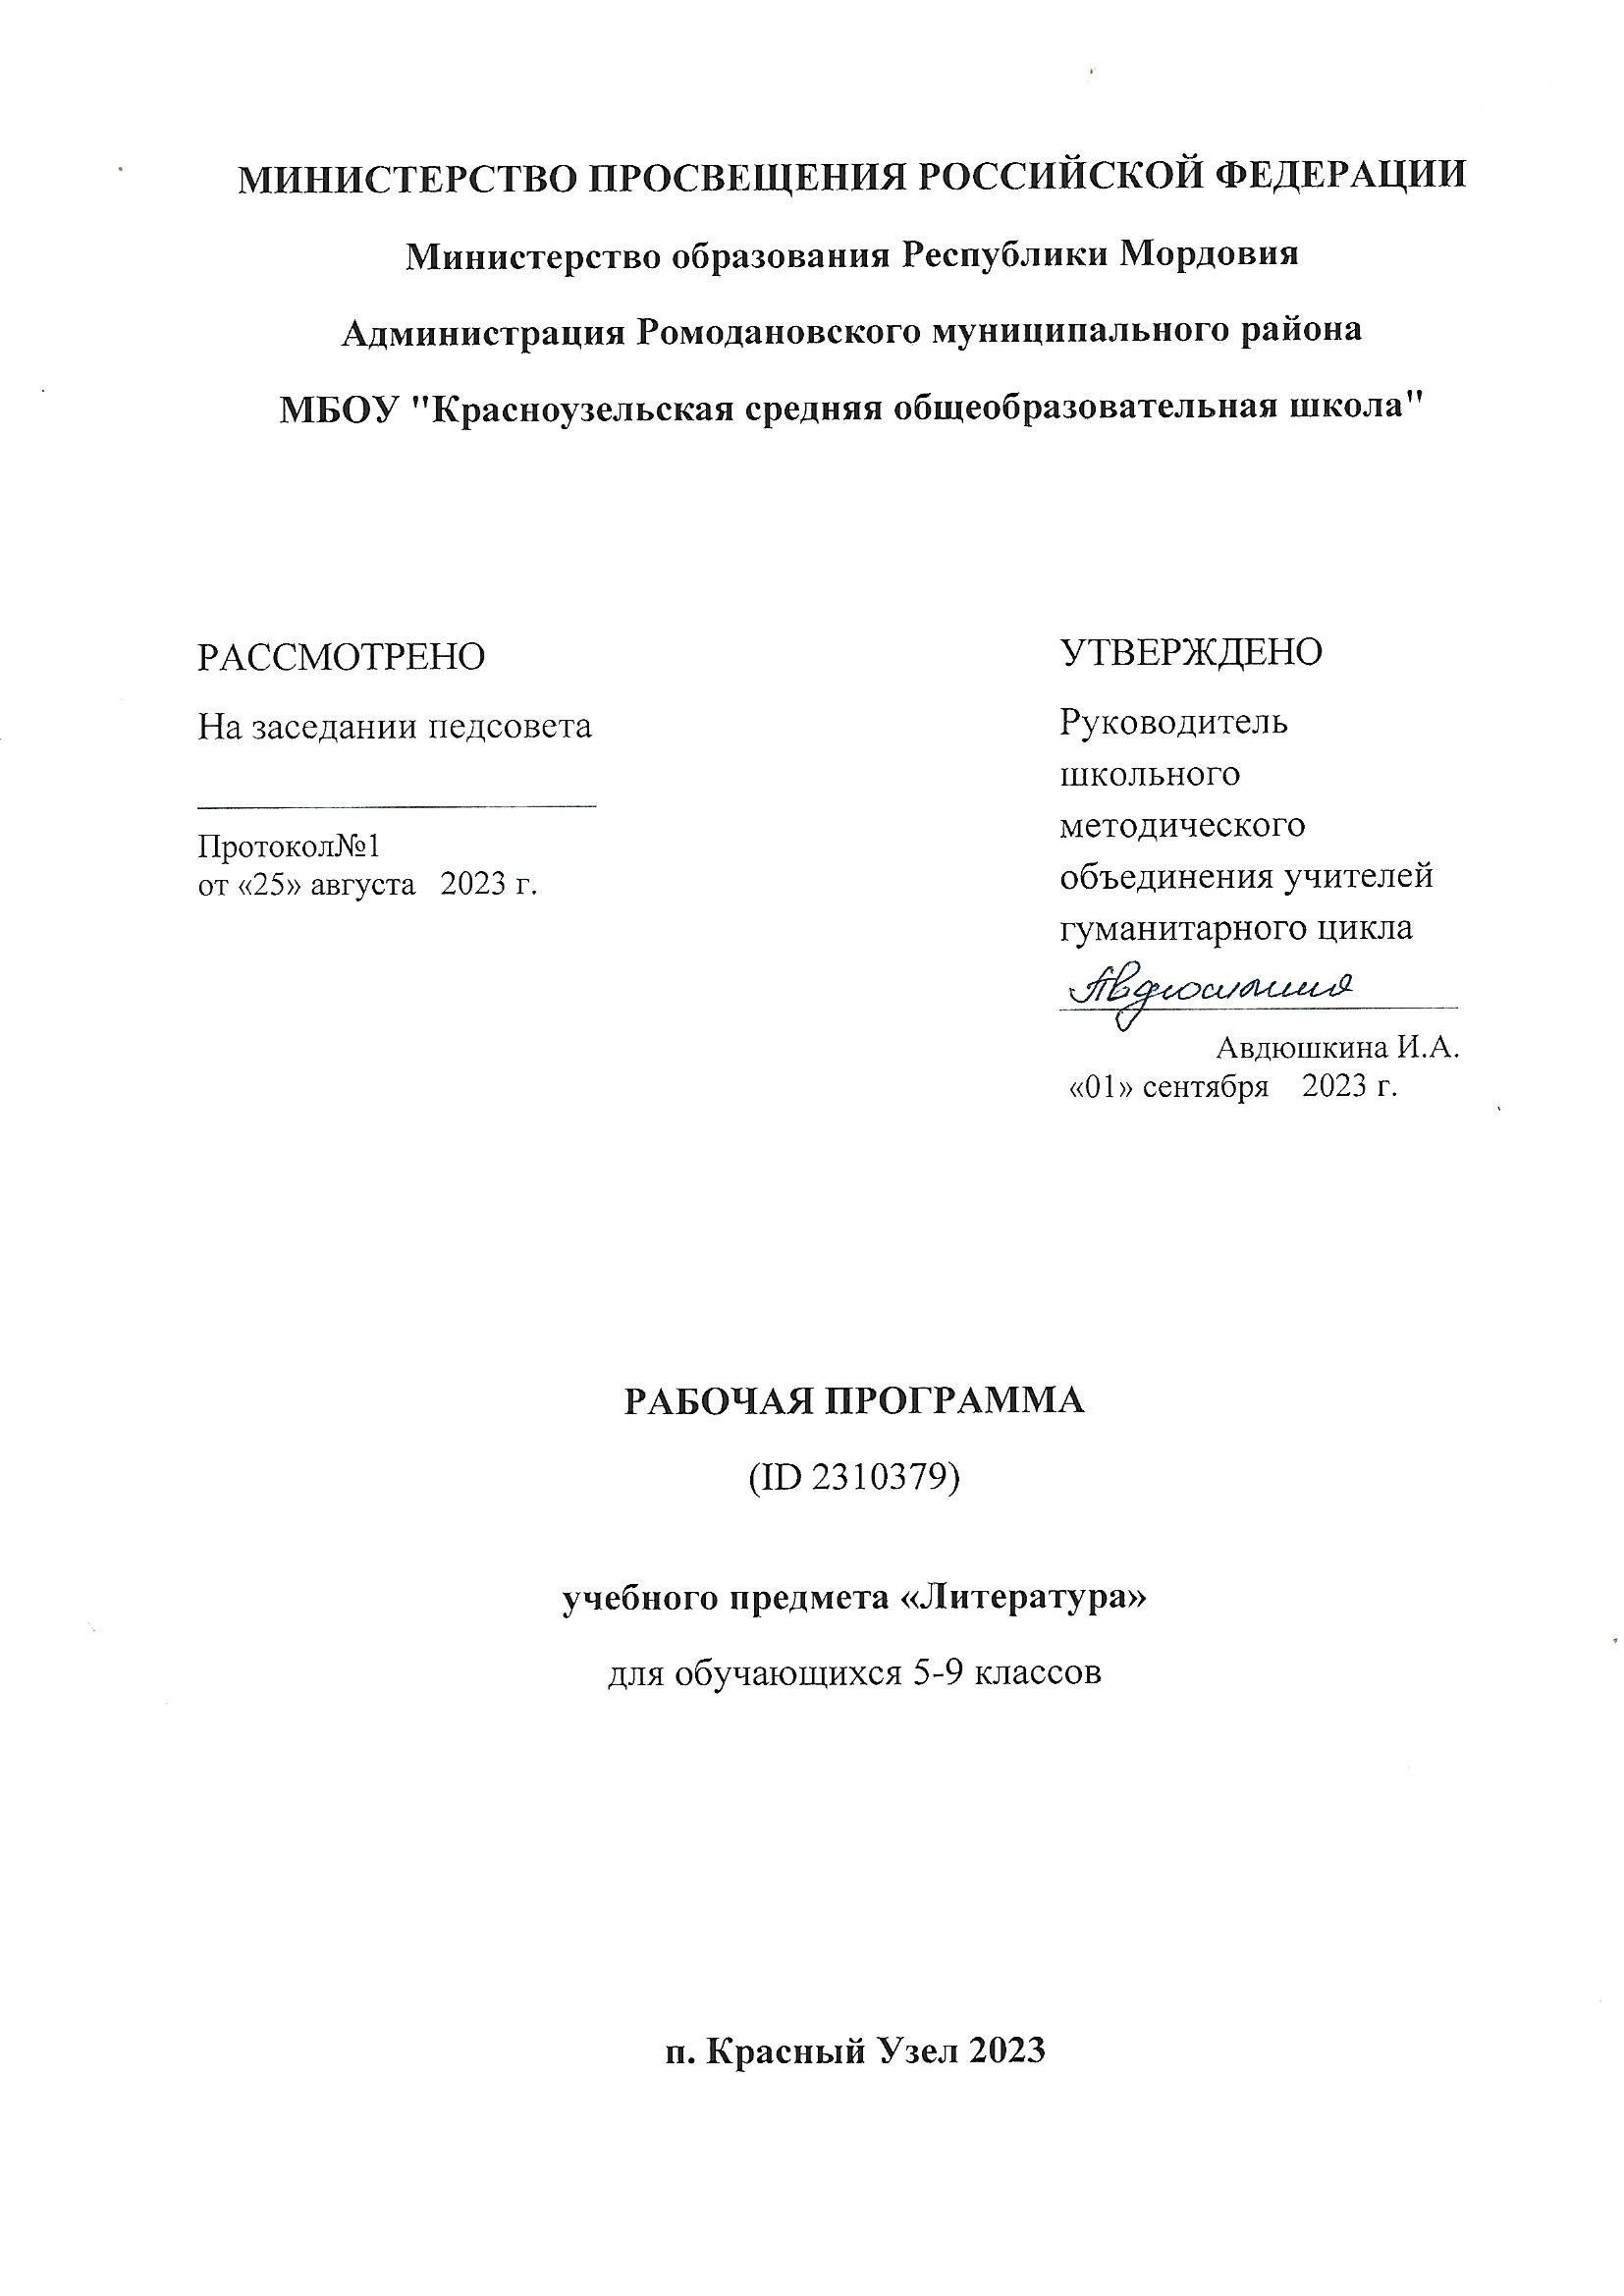 МИНИСТЕРСТВО ПРОСВЕЩЕНИЯ РОССИЙСКОЙ ФЕДЕРАЦИИ
Министерство образования Республики Мордовия
Администрация Ромодановского муниципального района
МБОУ "Красноузельская средняя общеобразовательная школа"
РАССМОТРЕНО
На заседании педсовета
Протокол№1
от «25» августа 2023 г.
УТВЕРЖДЕНО
Руководитель
школьного
методического
объединения учителей
гуманитарного цикла
Авдюшкина И.А.
«01» сентября 2023 г.
РАБОЧАЯ ПРОГРАММА
(ID 2310379)
учебного предмета «Литература»
для обучающихся 5-9 классов
п. Красный Узел 2023